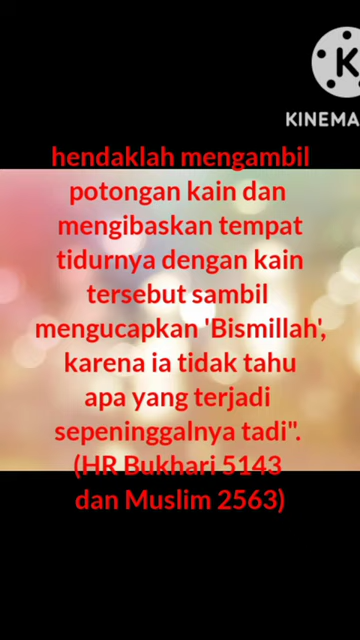 K
KINEMA
hendaklah mengambil
potongan kain dan
mengibaskan tempat
tidurnya dengan kain
tersebut sambil
mengucapkan 'Bismillah',
karena ia tidak tahu
apa yang terjadi
sepeninggalnya tadi".
(HR Bukhari 5143
dan Muslim 2563)